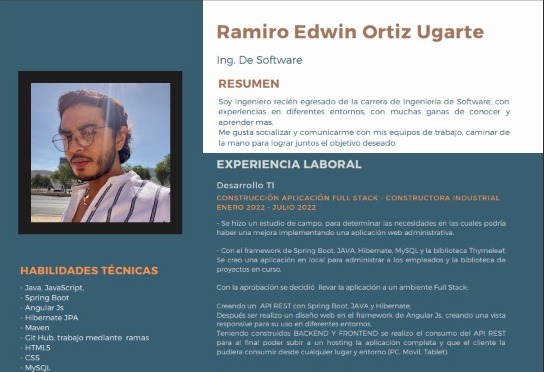 Ramiro Edwin Ortiz Ugarte
Ing. De Software
RESUMEN
Soy Ingeniero recién egresado de la carrera de Ingeniería de Software, con
experiencias en diferentes entornos, con muchas ganas de conocer y
aprender mas.
Me gusta socializar y comunicarme con mis equipos de trabajo, caminar de
la mano para lograr juntos el objetivo deseado.
EXPERIENCIA LABORAL
Desarrollo TI
CONSTRUCCIÓN APLICACIÓN FULL STACK - CONSTRUCTORA INDUSTRIAL
ENERO 2022 - JULIO 2022
- Se hizo un estudio de campo, para determinar las necesidades en las cuales podría
haber una mejora implementando una aplicación web administrativa.
- Con el framework de Spring Boot, JAVA, Hibernate, MySQL y la biblioteca Thymeleaf,
Se creo una aplicación en local para administrar a los empleados y la biblioteca de
proyectos en curso.
Con la aprobación se decidió llevar la aplicación a un ambiente Full Stack:
Creando un API REST con Spring Boot, JAVA y Hibernate,
Después se realizo un diseño web en el framework de Angular Js, creando una vista
responsive para su uso en diferentes entornos.
Teniendo construidos BACKEND Y FRONTEND se realizo el consumo del API REST
para al final poder subir a un hosting la aplicación completa y que el cliente la
pudiera consumir desde cualquier lugar y entorno (PC, Movil, Tablet).
HABILIDADES TÉCNICAS
- Java, JavaScript,
- Spring Boot
- Angular Js
- Hibernate JPA
- Maven
- Git Hub, trabajo mediante ramas
- HTML5
- CSS
- MySQL